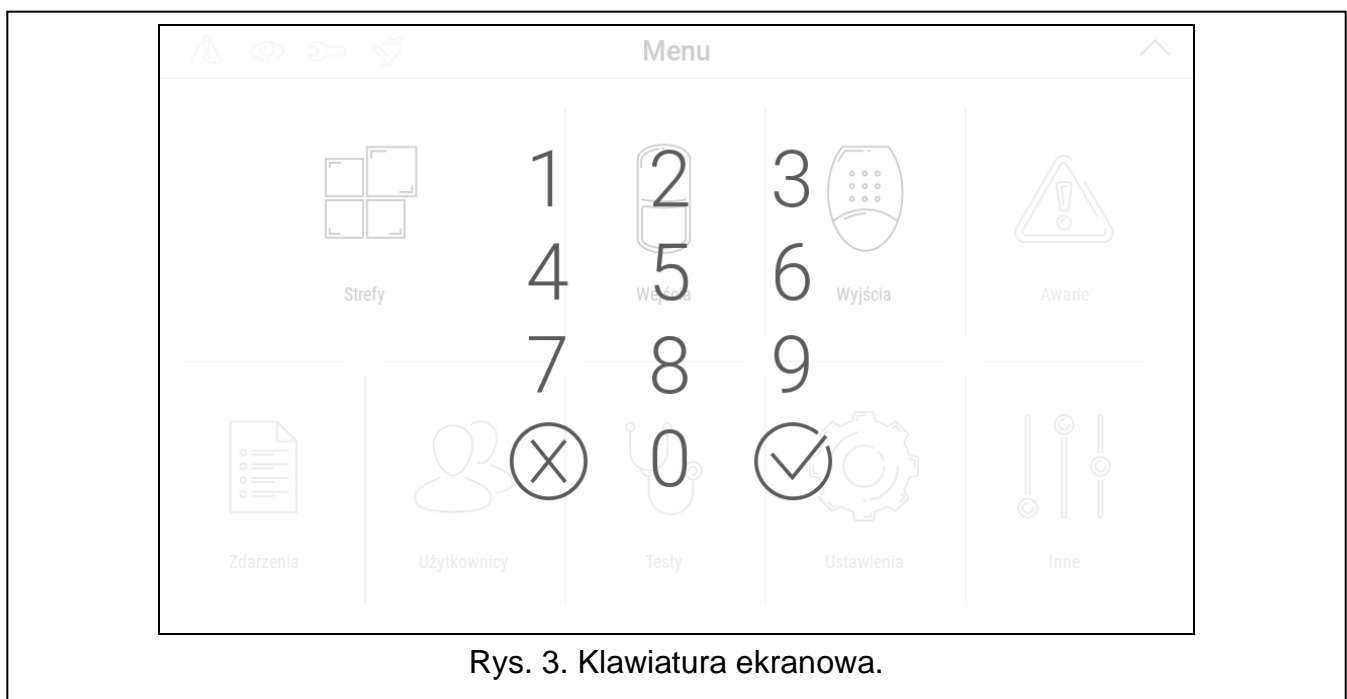 Menu
1 2 3
4 5 6
Strefy Wejścia Wyjścia Awarie
7 8 9
0
Zdarzenia Użytkownicy Testy Ustawienia Inne
Rys. 3. Klawiatura ekranowa.